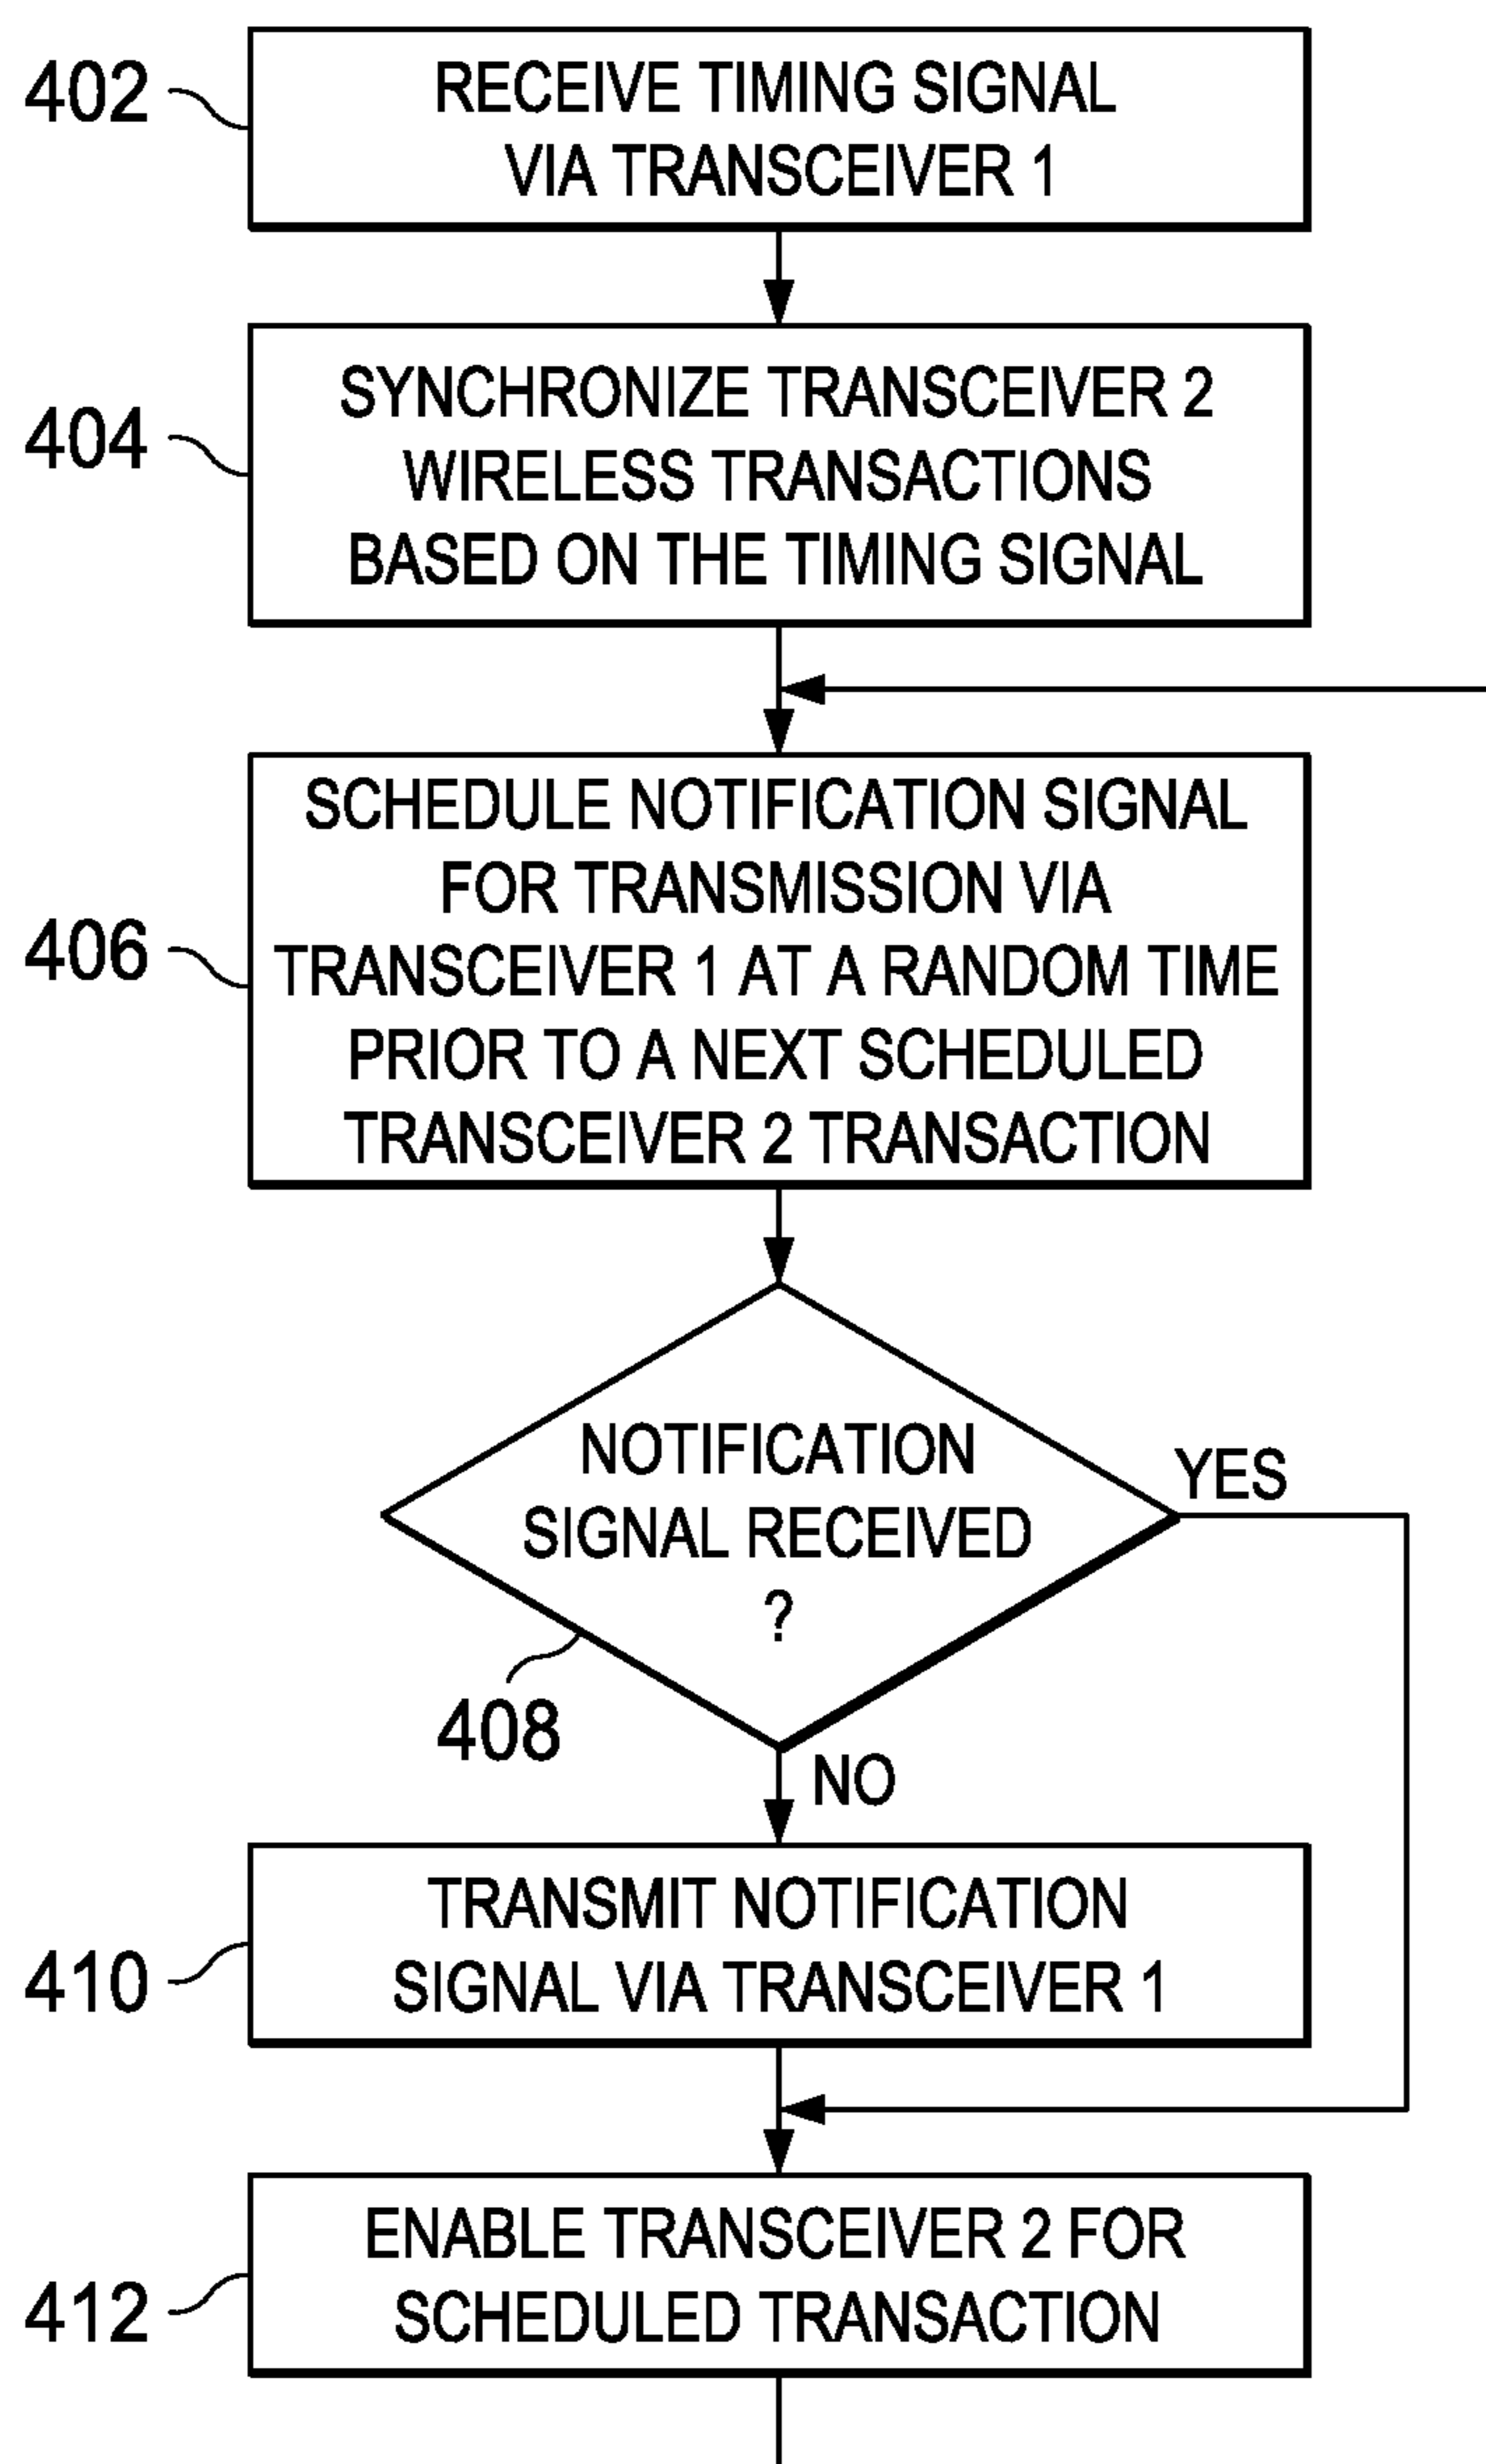 402
RECEIVE TIMING SIGNAL
VIA TRANSCEIVER 1
404
SYNCHRONIZE TRANSCEIVER 2
WIRELESS TRANSACTIONS
BASED ON THE TIMING SIGNAL
406
SCHEDULE NOTIFICATION SIGNAL
FOR TRANSMISSION VIA
TRANSCEIVER 1 AT A RANDOM TIME
PRIOR TO A NEXT SCHEDULED
TRANSCEIVER 2 TRANSACTION
NOTIFICATION
SIGNAL RECEIVED
?
YES
408
NO
410
TRANSMIT NOTIFICATION
SIGNAL VIA TRANSCEIVER 1
412
ENABLE TRANSCEIVER 2 FOR
SCHEDULED TRANSACTION